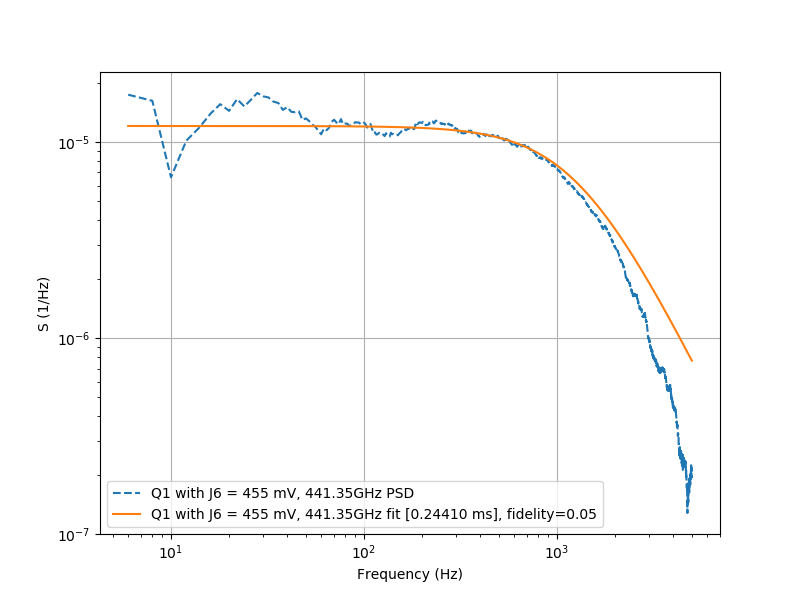 S (1/Hz)
10⁻⁵
10⁻⁶
10⁻⁷
Q1 with J6 = 455 mV, 441.35GHz PSD
Q1 with J6 = 455 mV, 441.35GHz fit [0.24410 ms], fidelity=0.05
10¹ 10² 10³
Frequency (Hz)